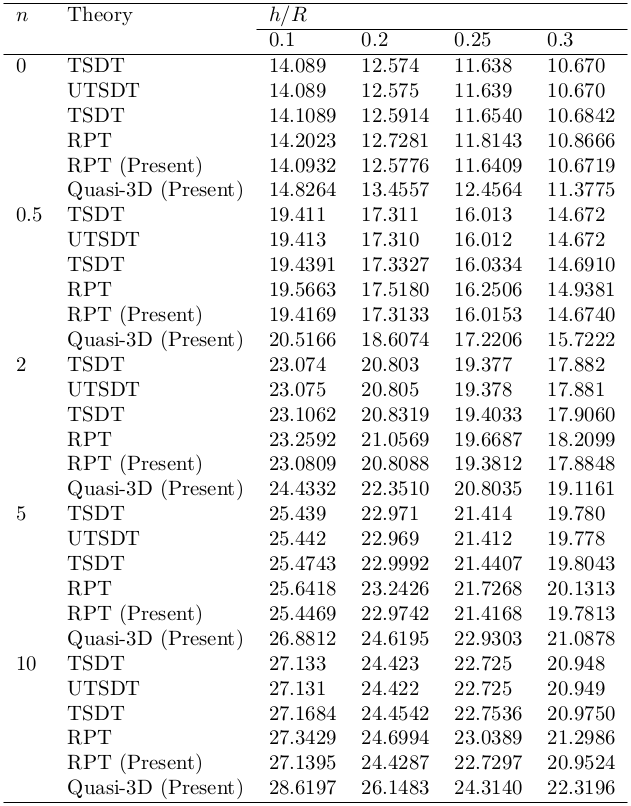 n Theory h/R
0.1 0.2 0.25 0.3
0 TSDT 14.089 12.574 11.638 10.670
UTSDT 14.089 12.575 11.639 10.670
TSDT 14.1089 12.5914 11.6540 10.6842
RPT 14.2023 12.7281 11.8143 10.8666
RPT (Present) 14.0932 12.5776 11.6409 10.6719
Quasi-3D (Present) 14.8264 13.4557 12.4564 11.3775
0.5 TSDT 19.411 17.311 16.013 14.672
UTSDT 19.413 17.310 16.012 14.672
TSDT 19.4391 17.3327 16.0334 14.6910
RPT 19.5663 17.5180 16.2506 14.9381
RPT (Present) 19.4169 17.3133 16.0153 14.6740
Quasi-3D (Present) 20.5166 18.6074 17.2206 15.7222
2 TSDT 23.074 20.803 19.377 17.882
UTSDT 23.075 20.805 19.378 17.881
TSDT 23.1062 20.8319 19.4033 17.9060
RPT 23.2592 21.0569 19.6687 18.2099
RPT (Present) 23.0809 20.8088 19.3812 17.8848
Quasi-3D (Present) 24.4332 22.3510 20.8035 19.1161
5 TSDT 25.439 22.971 21.414 19.780
UTSDT 25.442 22.969 21.412 19.778
TSDT 25.4743 22.9992 21.4407 19.8043
RPT 25.6418 23.2426 21.7268 20.1313
RPT (Present) 25.4469 22.9742 21.4168 19.7813
Quasi-3D (Present) 26.8812 24.6195 22.9303 21.0878
10 TSDT 27.133 24.423 22.725 20.948
UTSDT 27.131 24.422 22.725 20.949
TSDT 27.1684 24.4542 22.7536 20.9750
RPT 27.3429 24.6994 23.0389 21.2986
RPT (Present) 27.1395 24.4287 22.7297 20.9524
Quasi-3D (Present) 28.6197 26.1483 24.3140 22.3196